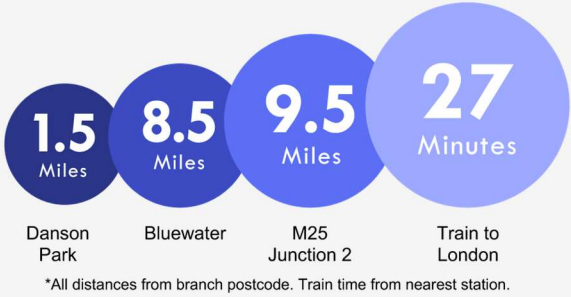 1.5
Miles
8.5
Miles
9.5
Miles
27
Minutes
Danson
Park
Bluewater
M25
Junction 2
Train to
London
*All distances from branch postcode. Train time from nearest station.